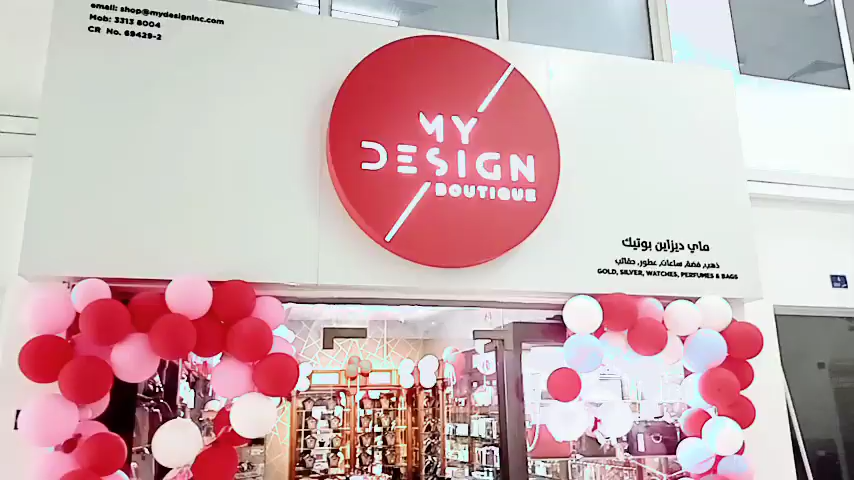 email: shop@mydesigninc.com
Mob: 3313 8004
CR No. 69429-2
MY
DESIGN
BOUTIQUE
ماي ديزاين بوتيك
ذهب, فضة, ساعات, عطور, حقائب
GOLD, SILVER, WATCHES, PERFUMES & BAGS